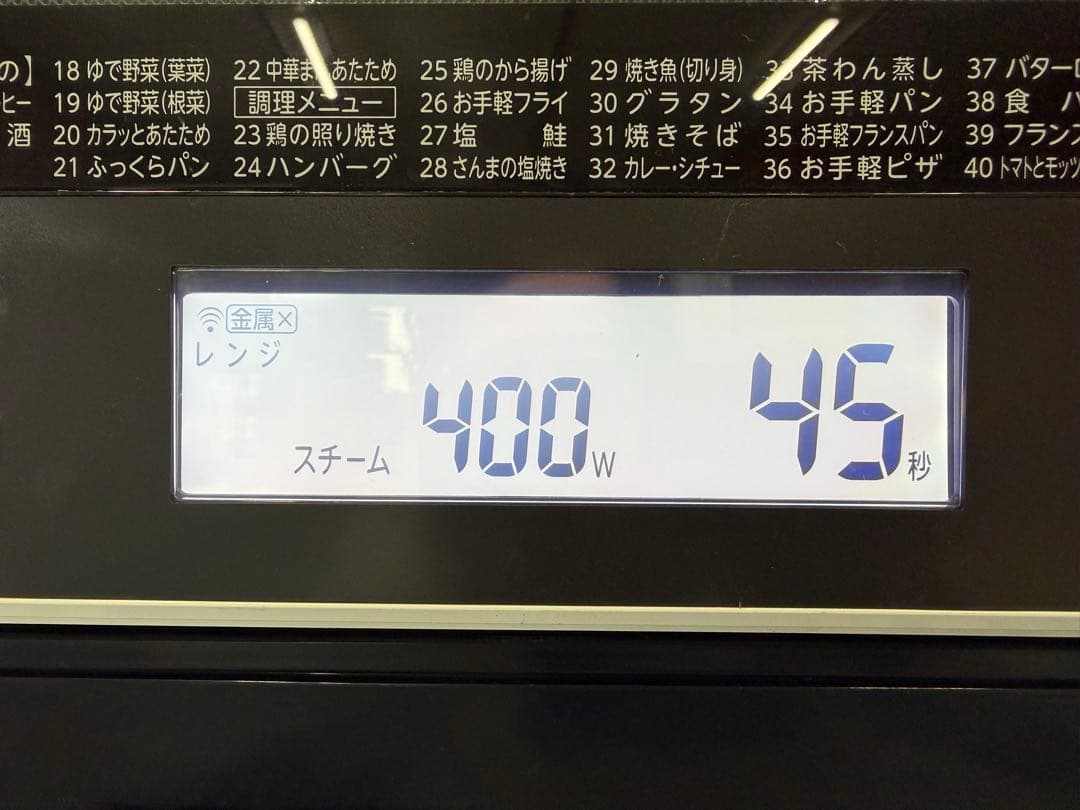 の】 18 ゆで野菜(葉菜) 22 中華ま あたため 25 鶏のから揚げ 29 焼き魚(切り身) 33 茶わん蒸し 37 バターロ
ーヒー 19 ゆで野菜(根菜) 調理メニュー 26 お手軽フライ 30 グラタン 34 お手軽パン 38 食 パ
酒 20 カラッとあたため 23 鶏の照り焼き 27 塩 鮭 31 焼きそば 35 お手軽フランスパン 39 フランス
21 ふっくらパン 24 ハンバーグ 28 さんまの塩焼き 32 カレー・シチュー 36 お手軽ピザ 40 トマトとモッツ
金属×
レンジ
スチーム 400W 45秒